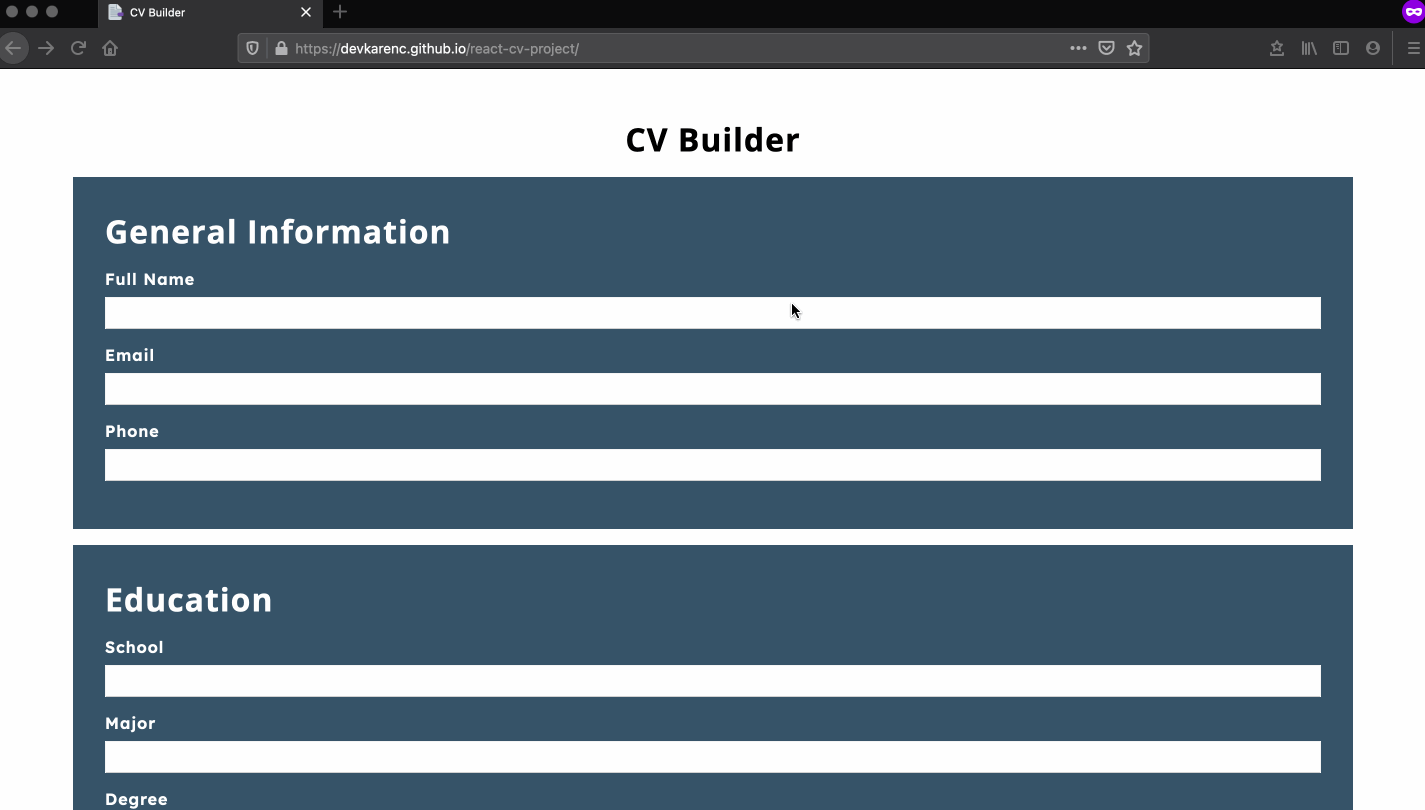 CV Builder
https://devkarenc.github.io/react-cv-project/
CV Builder
General Information
Full Name
Email
Phone
Education
School
Major
Degree